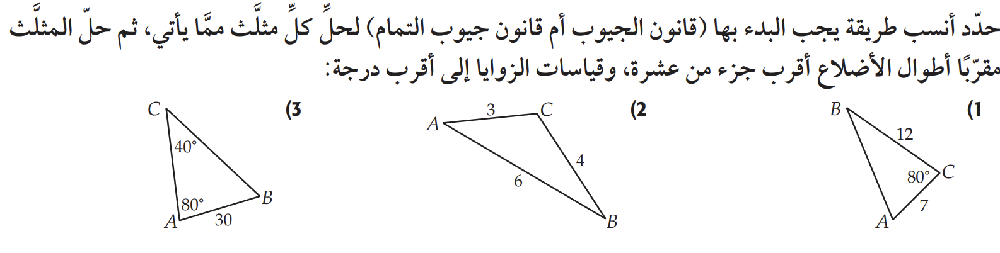 حدّد أنسب طريقة يجب البدء بها (قانون الجيوب أم قانون جيوب التمام) لحلِّ كلِّ مثلَّث ممَّا يأتي، ثم حلّ المثلَّث
مقرّبًا أطوال الأضلاع أقرب جزء من عشرة، وقياسات الزوايا إلى أقرب درجة:
(1
B
12
80°
C
7
A
(2
A
3
C
4
6
B
(3
C
40°
80°
B
A
30